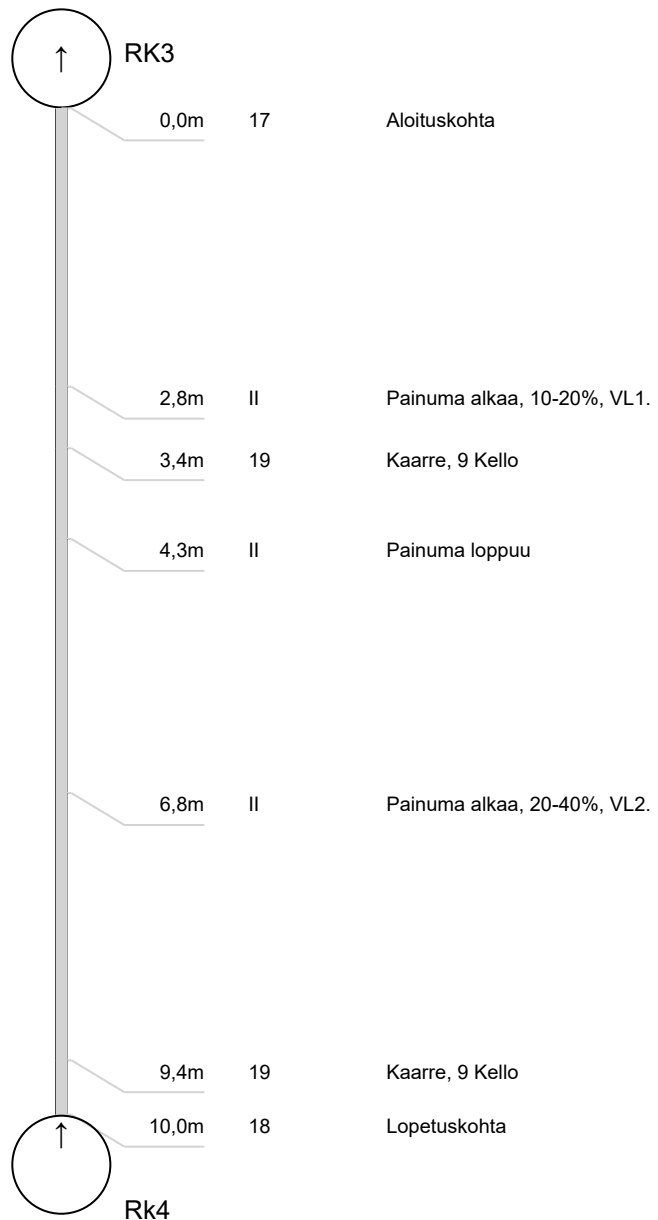 ↑ RK3
0,0m 17 Aloituskohta
2,8m II Painuma alkaa, 10-20%, VL1.
3,4m 19 Kaarre, 9 Kello
4,3m II Painuma loppuu
6,8m II Painuma alkaa, 20-40%, VL2.
9,4m 19 Kaarre, 9 Kello
10,0m 18 Lopetuskohta
↑
Rk4